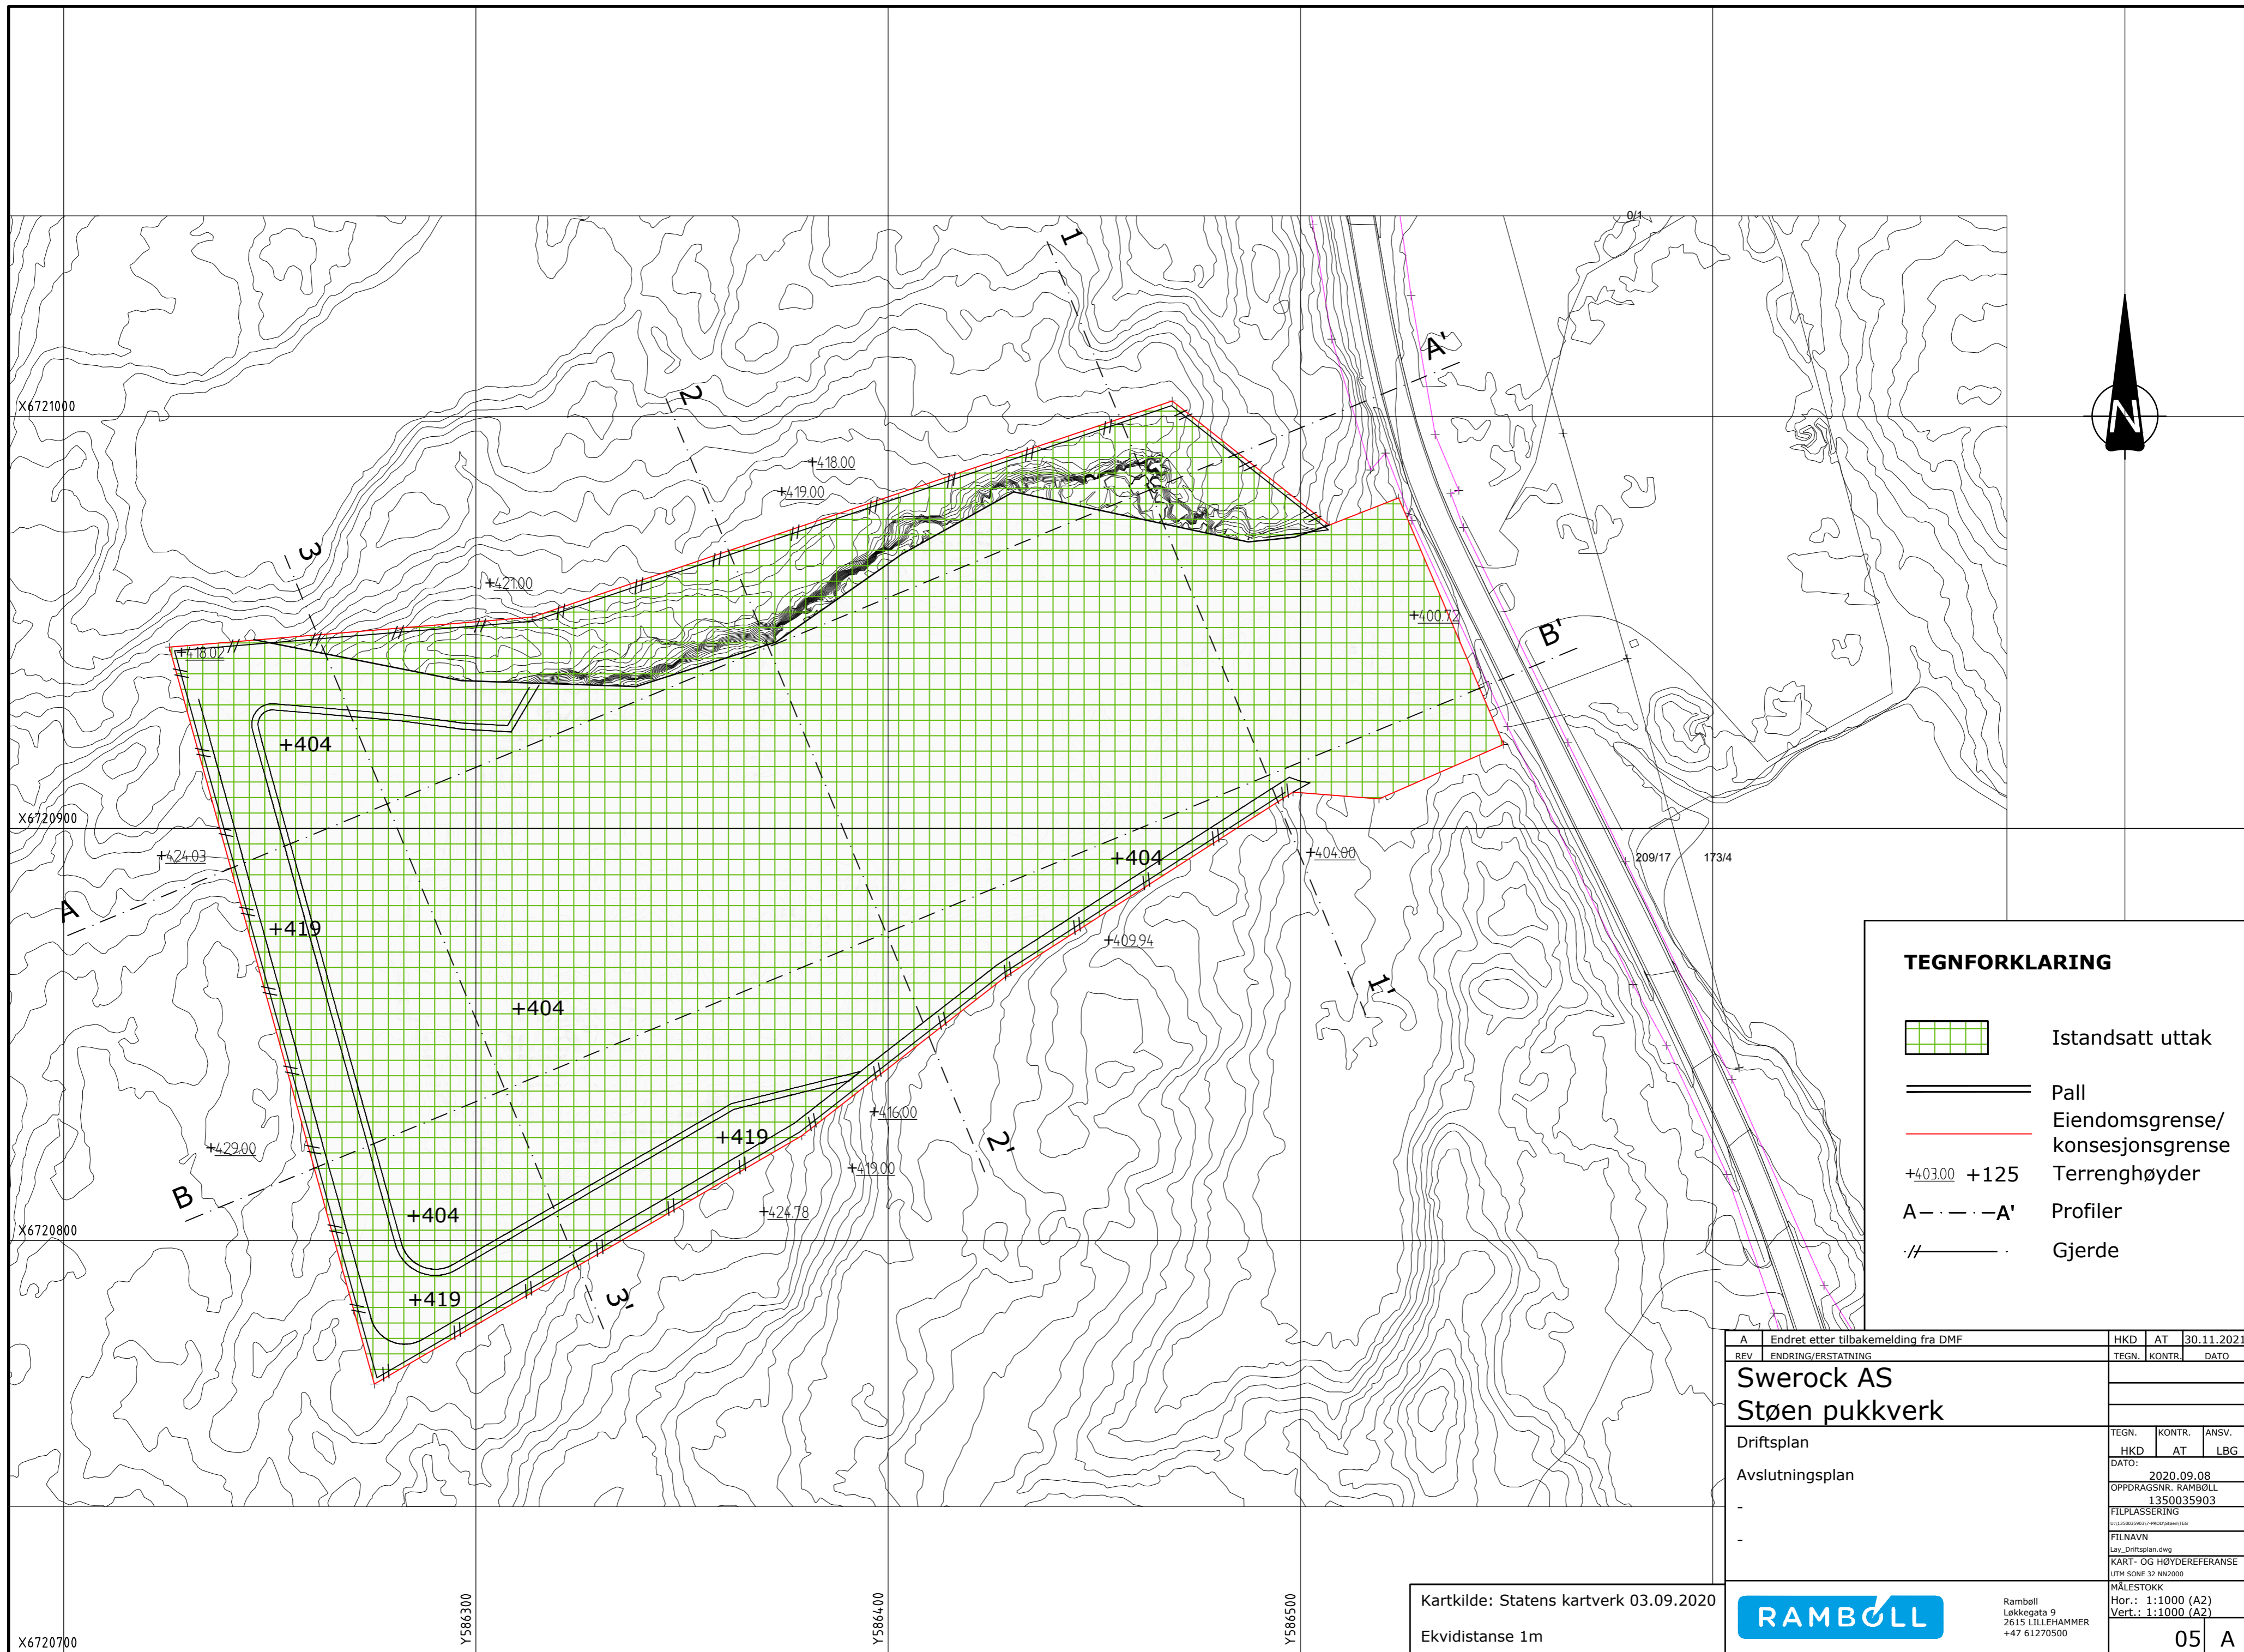 0/1
1
A'
X6721000
2
N
+418.00
+419.00
3
+421.00
+400.72
B'
+418.02
+404
X6720900
+424.03
+404
+404.00
209/17
173/4
A
+419
+409.94
1'
+404
+416.00
+429.00
+419
2'
+419.00
B
+424.78
+404
X6720800
+419
3'
TEGNFORKLARING
Istandsatt uttak
Pall
Eiendomsgrense/
konsesjonsgrense
+403.00 +125 Terrenghøyder
A A' Profiler
Gjerde
A Endret etter tilbakemelding fra DMF HKD AT 30.11.2021
REV ENDRING/ERSTATNING TEGN. KONTR. DATO
Swerock AS
Støen pukkverk
Driftsplan
Avslutningsplan
-
-
TEGN. KONTR. ANSV.
HKD AT LBG
DATO:
2020.09.08
OPPDRAGSNR. RAMBØLL
1350035903
FILPLASSERING
FILNAVN
Lay_Driftsplan.dwg
KART- OG HØYDEREFERANSE
UTM SONE 32 NN2000
MÅLESTOKK
Hor.: 1:1000 (A2)
Vert.: 1:1000 (A2)
05 A
RAMBOLL
Rambøll
Løkkegata 9
2615 LILLEHAMMER
+47 61270500
Kartkilde: Statens kartverk 03.09.2020
Ekvidistanse 1m
Y586300
Y586400
Y586500
X6720700